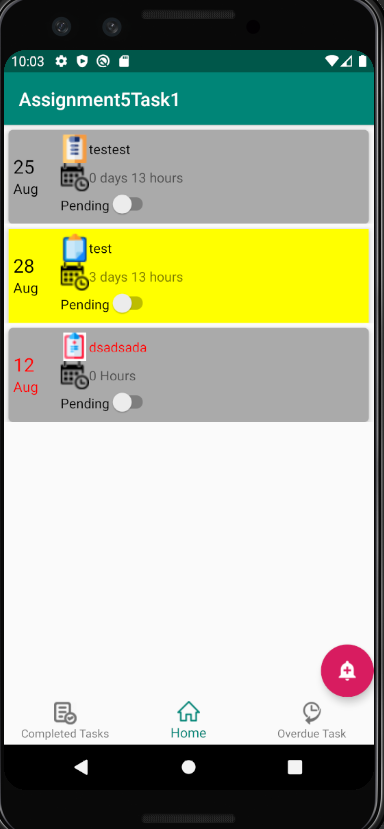 10:03
Assignment5Task1
25
Aug
testest
0 days 13 hours
Pending
28
Aug
test
3 days 13 hours
Pending
12
Aug
dsadsada
0 Hours
Pending
Completed Tasks
Home
Overdue Task